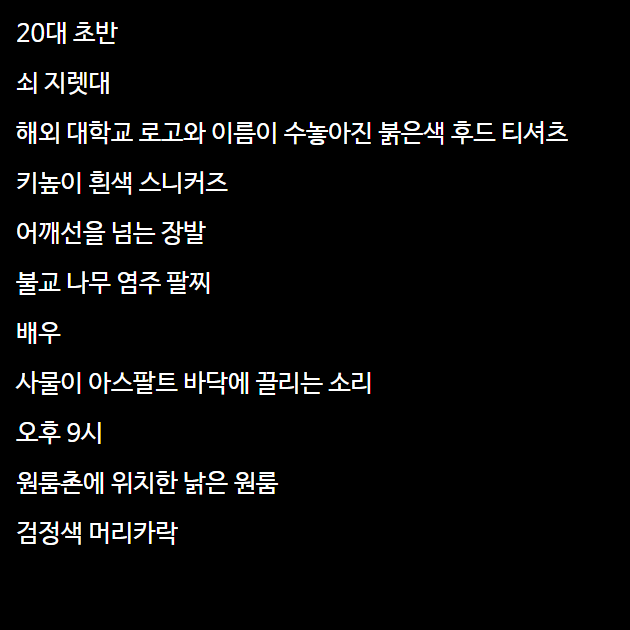 20대 초반
쇠 지렛대
해외 대학교 로고와 이름이 수놓아진 붉은색 후드 티셔츠
키높이 흰색 스니커즈
어깨선을 넘는 장발
불교 나무 염주 팔찌
배우
사물이 아스팔트 바닥에 끌리는 소리
오후 9시
원룸촌에 위치한 낡은 원룸
검정색 머리카락